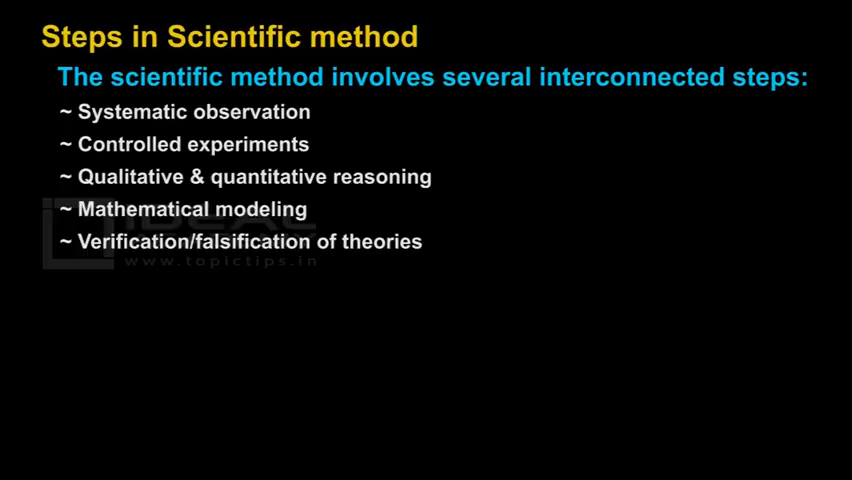 Steps in Scientific method
The scientific method involves several interconnected steps:
~ Systematic observation
~ Controlled experiments
~ Qualitative & quantitative reasoning
~ Mathematical modeling
~ Verification/falsification of theories
IDEAL
www.topictips.in